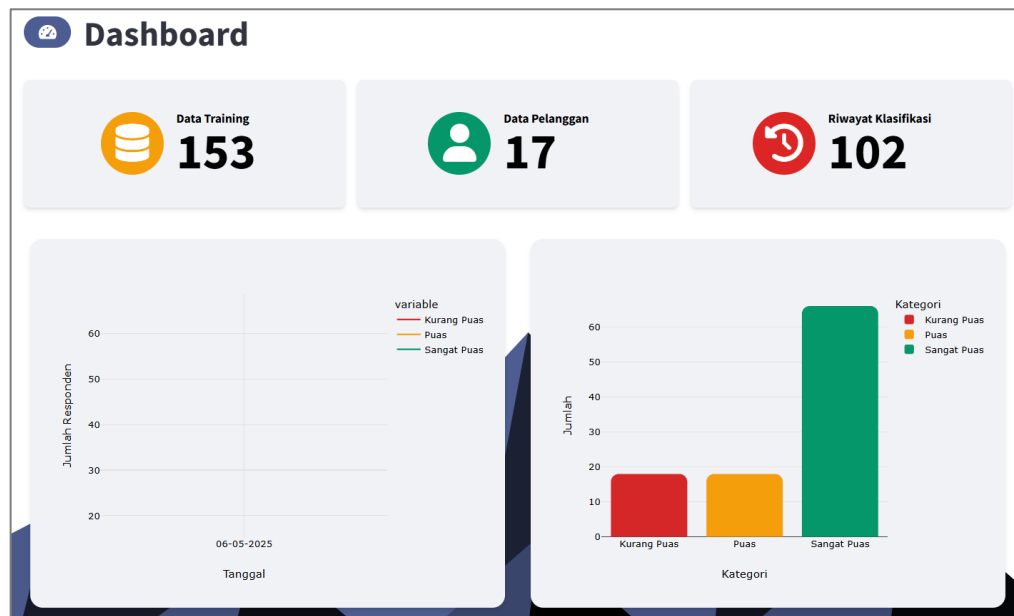 Dashboard
Data Training
153
Data Pelanggan
17
Riwayat Klasifikasi
102
variable
Kurang Puas
Puas
Sangat Puas
60
50
40
30
20
Jumlah Responden
06-05-2025
Tanggal
Kategori
Kurang Puas
Puas
Sangat Puas
60
50
40
30
20
10
0
Jumlah
Kurang Puas
Puas
Sangat Puas
Kategori